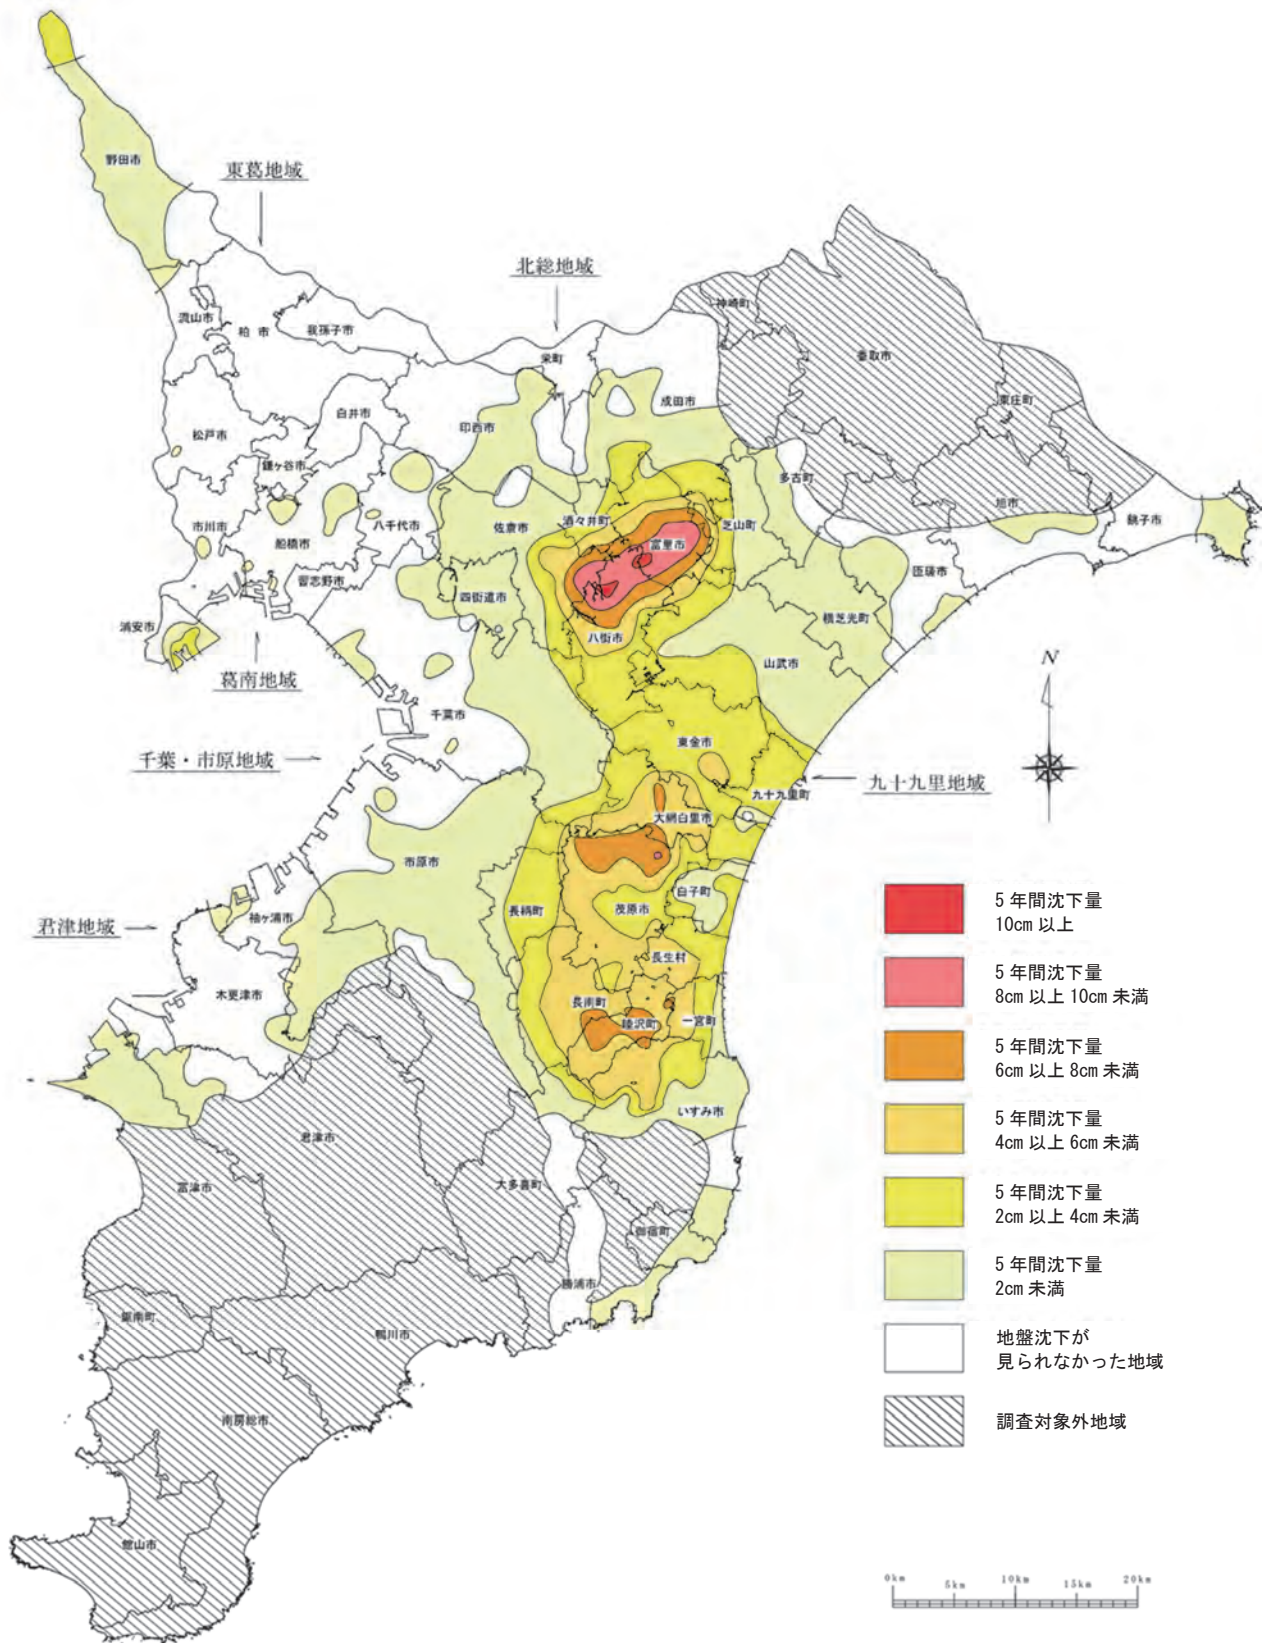 野田市
東葛地域
北総地域
神崎町
流山市
柏市
我孫子市
栄町
香取市
成田市
東庄町
白井市
印西市
松戸市
鎌ヶ谷市
多古町
旭市
銚子市
市川市
船橋市
八千代市
佐倉市
酒々井町
芝山町
富里市
匝瑳市
習志野市
四街道市
浦安市
八街市
横芝光町
葛南地域
山武市
N
千葉市
東金市
千葉・市原地域
九十九里町
九十九里地域
大網白里市
市原市
白子町
長柄町
茂原市
袖ヶ浦市
君津地域
長生村
木更津市
長南町
睦沢町
一宮町
いすみ市
君津市
富津市
大多喜町
御宿町
勝浦市
鋸南町
鴨川市
南房総市
館山市
5年間沈下量
10cm以上
5年間沈下量
8cm以上10cm未満
5年間沈下量
6cm以上8cm未満
5年間沈下量
4cm以上6cm未満
5年間沈下量
2cm以上4cm未満
5年間沈下量
2cm未満
地盤沈下が
見られなかった地域
調査対象外地域
0km 5km 10km 15km 20km